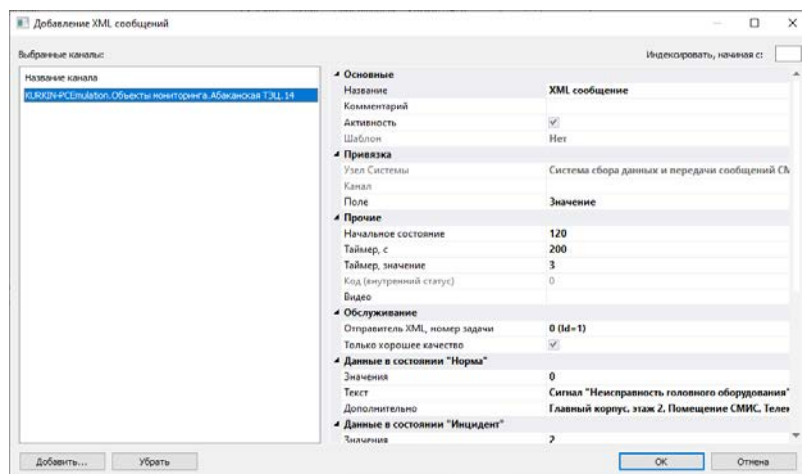 Добавление XML сообщений
Выбранные каналы:
Индексировать, начиная с:
Название канала
KURKIN-PCEmulation.Объекты мониторинга.Абаканская ТЭЦ.14
Основные
Название XML сообщение
Комментарий
Активность
Шаблон Нет
Привязка
Узел Системы Система сбора данных и передачи сообщений СМ
Канал
Поле Значение
Прочие
Начальное состояние 120
Таймер, с 200
Таймер, значение 3
Код (внутренний статус) 0
Видео
Обслуживание
Отправитель XML, номер задачи 0 (Id=1)
Только хорошее качество
Данные в состоянии "Норма"
Значения 0
Текст Сигнал "Неисправность головного оборудования"
Дополнительно Главный корпус, этаж 2, Помещение СМИС, Телек
Данные в состоянии "Инцидент"
Значения 2
Добавить... Убрать OK Отмена